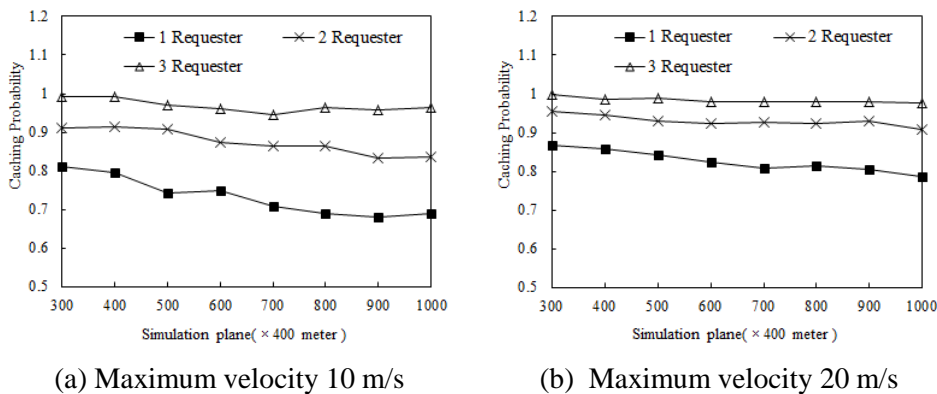 1.2
1.1
1
0.9
0.8
0.7
0.6
0.5
Caching Probability
1 Requester
2 Requester
3 Requester
300 400 500 600 700 800 900 1000
Simulation plane( × 400 meter )
(a) Maximum velocity 10 m/s
1.2
1.1
1
0.9
0.8
0.7
0.6
0.5
Caching Probability
1 Requester
2 Requester
3 Requester
300 400 500 600 700 800 900 1000
Simulation plane( × 400 meter )
(b) Maximum velocity 20 m/s